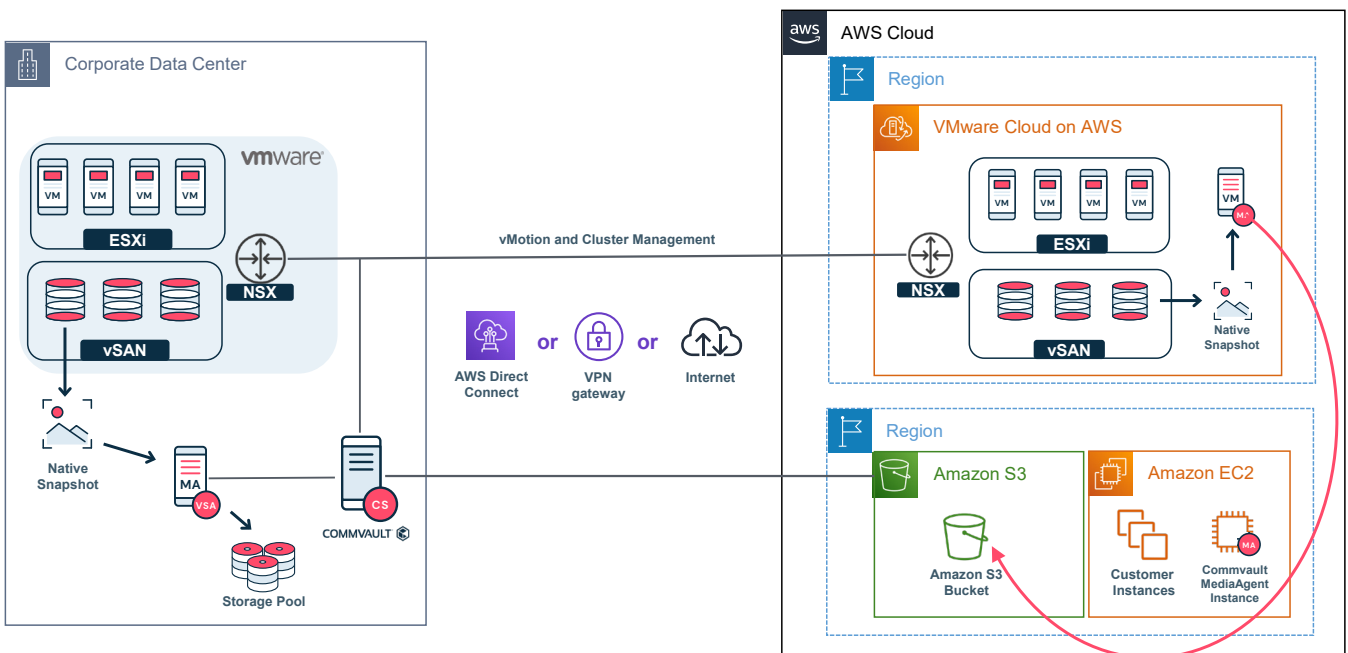 aws
AWS Cloud
Corporate Data Center
Region
VMware Cloud on AWS
vmware®
VM
VM
VM
VM
ESXi
NSX
vSAN
Native
Snapshot
MA
VSA
CS
COMMVAULT
Storage Pool
vMotion and Cluster Management
AWS Direct
Connect
or
VPN
gateway
or
Internet
VM
VM
VM
VM
ESXi
NSX
vSAN
VM
Native
Snapshot
Region
Amazon S3
Amazon S3
Bucket
Amazon EC2
Customer
Instances
MA
Commvault
MediaAgent
Instance